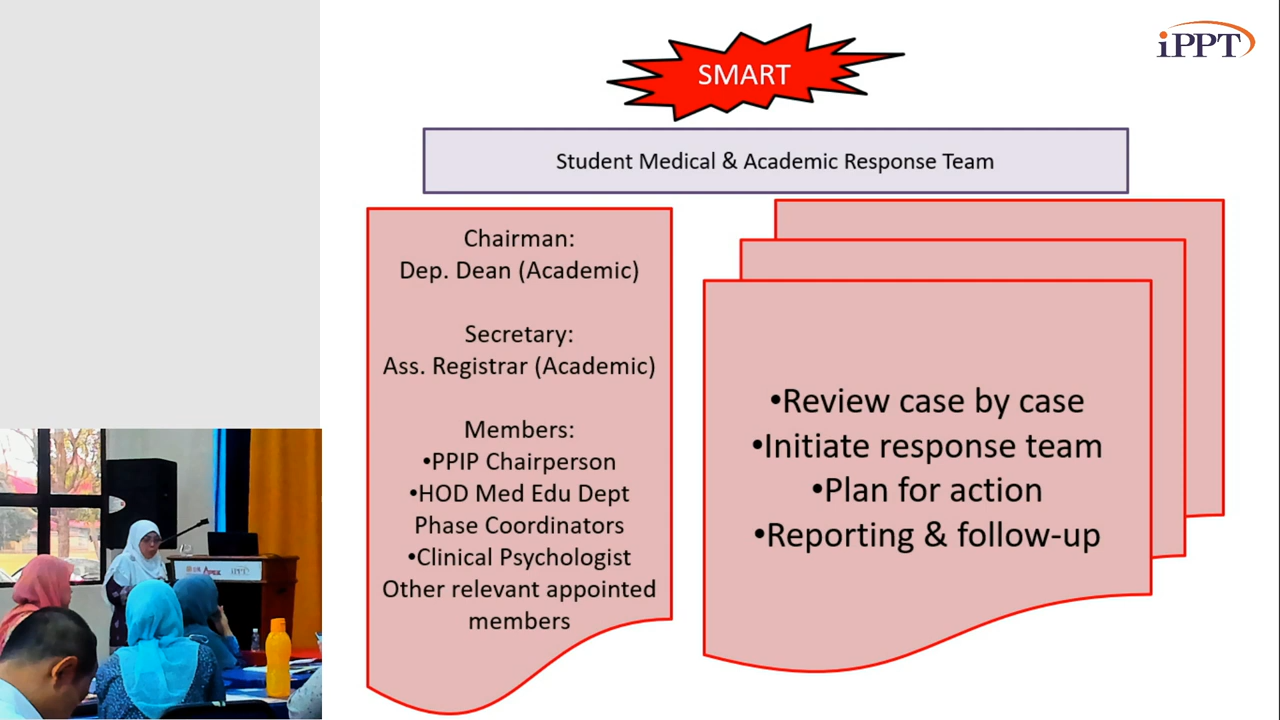 iPPT
SMART
Student Medical & Academic Response Team
Chairman:
Dep. Dean (Academic)
Secretary:
Ass. Registrar (Academic)
Members:
•PPIP Chairperson
•HOD Med Edu Dept
Phase Coordinators
•Clinical Psychologist
Other relevant appointed
members
•Review case by case
•Initiate response team
•Plan for action
•Reporting & follow-up